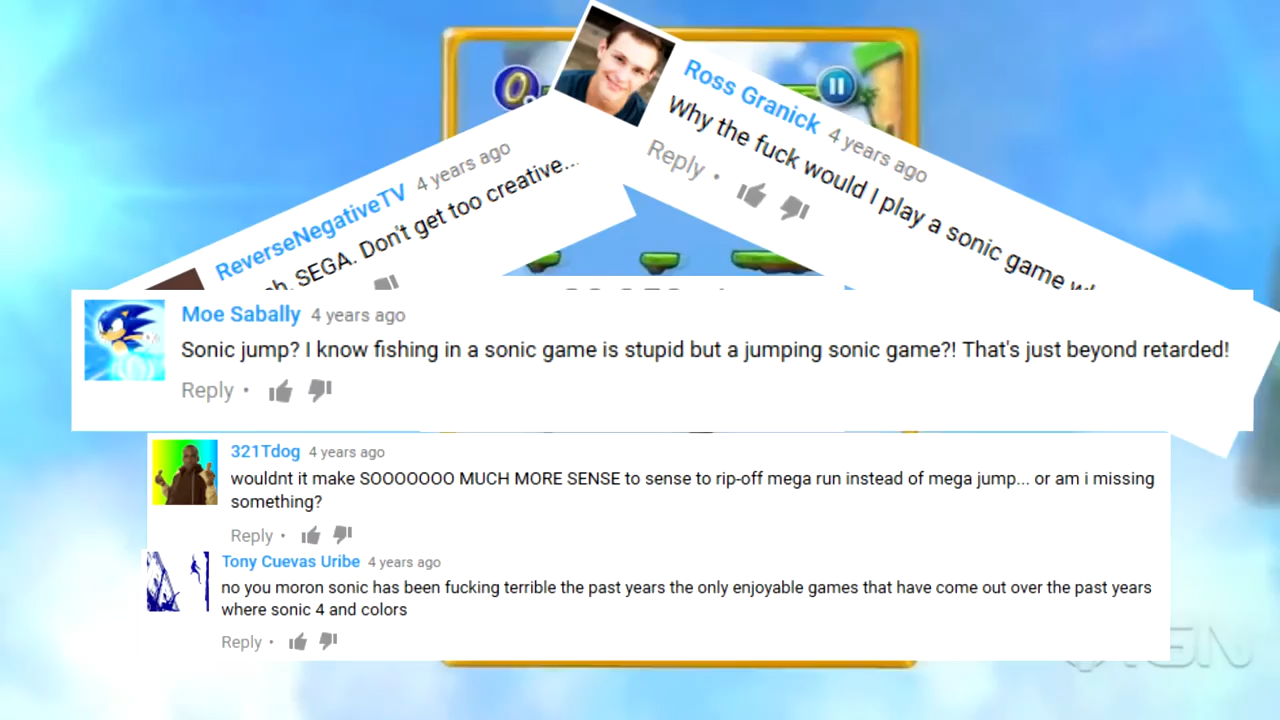 0
Ross Granick 4 years ago
Why the fuck would I play a sonic game
Reply •
ReverseNegativeTV 4 years ago
SEGA. Don't get too creative...
Moe Sabally 4 years ago
Sonic jump? I know fishing in a sonic game is stupid but a jumping sonic game?! That's just beyond retarded!
Reply •
321Tdog 4 years ago
wouldnt it make SOOOOOOO MUCH MORE SENSE to sense to rip-off mega run instead of mega jump... or am i missing
something?
Reply •
Tony Cuevas Uribe 4 years ago
no you moron sonic has been fucking terrible the past years the only enjoyable games that have come out over the past years
where sonic 4 and colors
Reply •
IGN